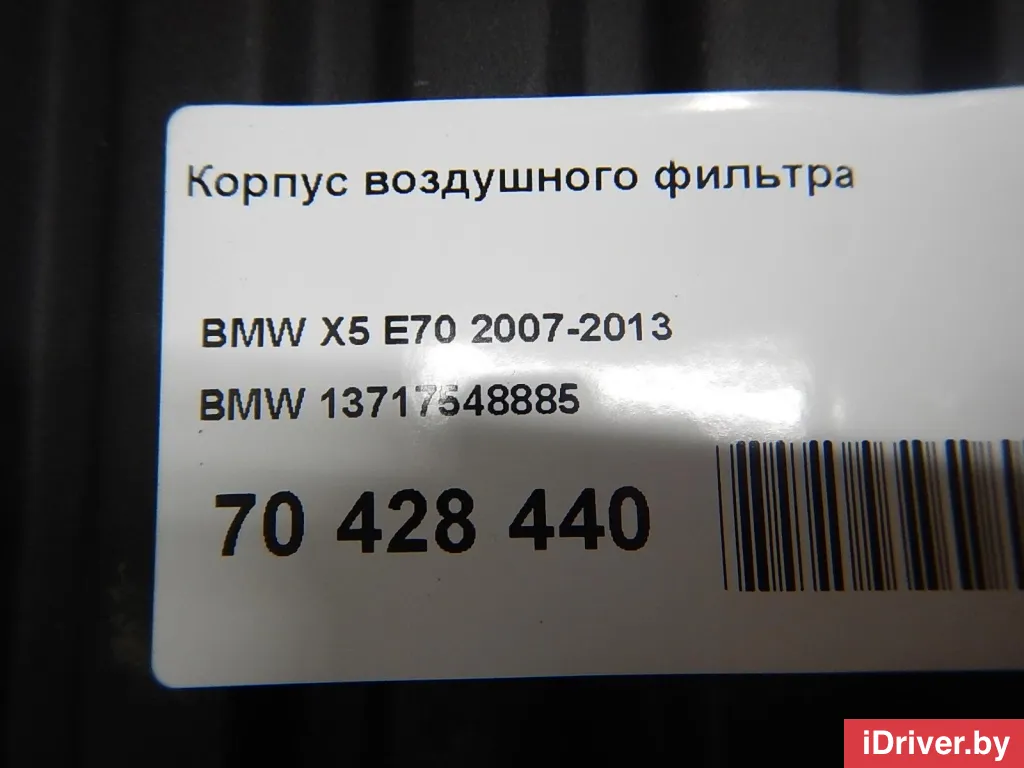 Корпус воздушного фильтра
BMW X5 E70 2007-2013
BMW 13717548885
70 428 440
iDriver.by